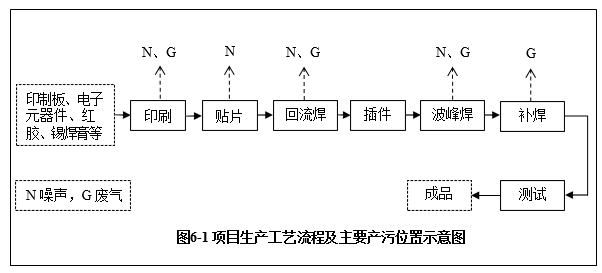 N、G
N
N、G
N、G
G
印制板、电子
元器件、红
胶、锡焊膏等
印刷
贴片
回流焊
插件
波峰焊
补焊
N 噪声，G 废气
成品
测试
图6-1 项目生产工艺流程及主要产污位置示意图